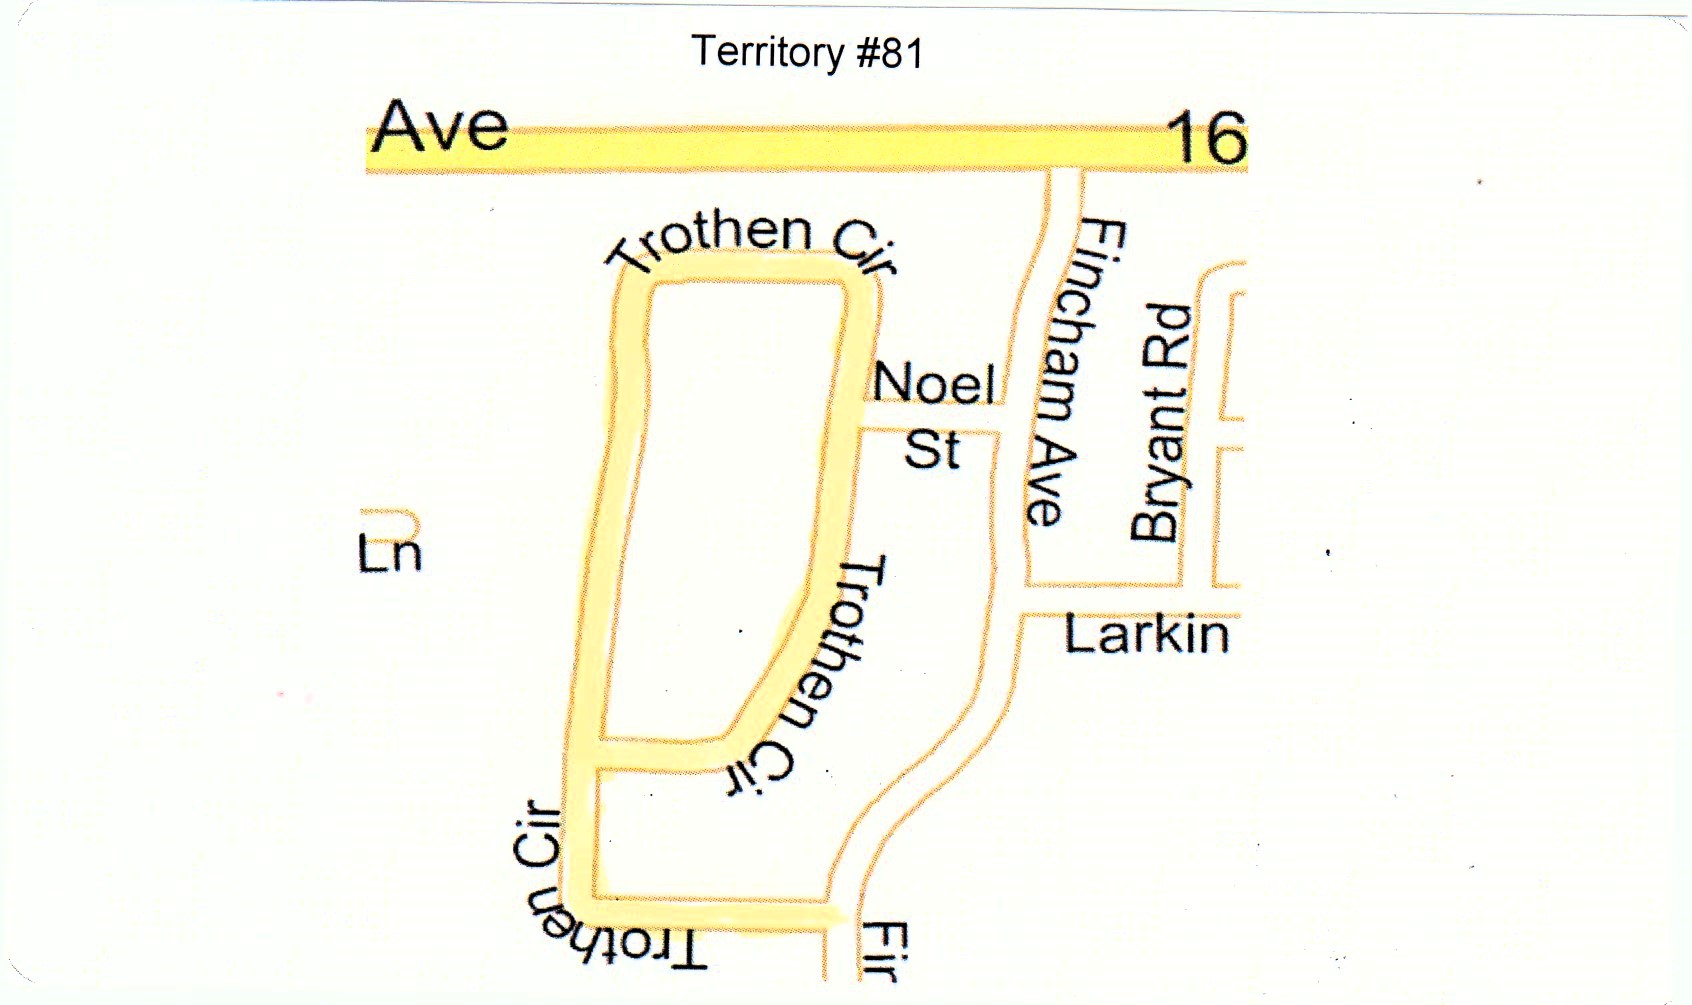 Territory #81
Ave 16
Trothen Cir
Fincham Ave
Bryant Rd
Noel
St
Ln
Trothen Cir
Larkin
Trothen Cir
Fir